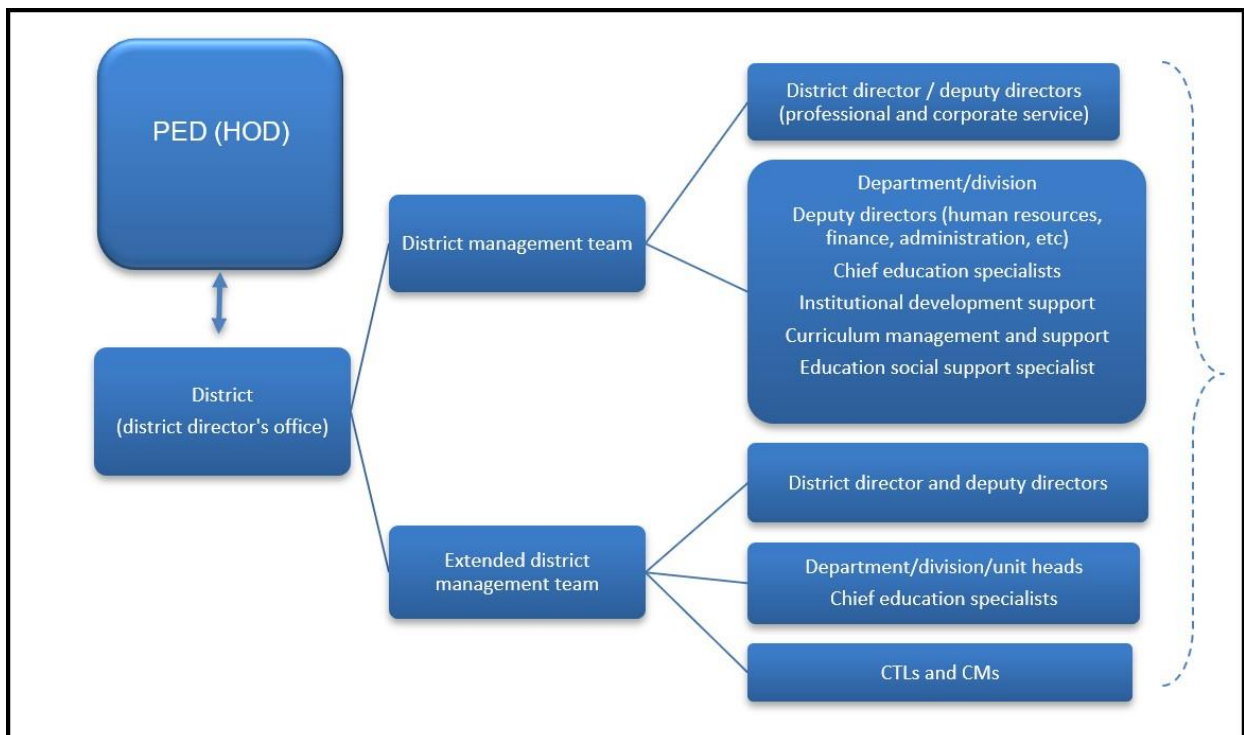 PED (HOD)
District
(district director's office)
District management team
Extended district
management team
District director / deputy directors
(professional and corporate service)
Department/division
Deputy directors (human resources,
finance, administration, etc)
Chief education specialists
Institutional development support
Curriculum management and support
Education social support specialist
District director and deputy directors
Department/division/unit heads
Chief education specialists
CTLs and CMs